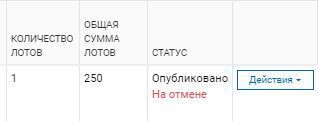 КОЛИЧЕСТВО
ЛОТОВ
ОБЩАЯ
СУММА
ЛОТОВ
СТАТУС
1
250
Опубликовано
На отмене
Действия